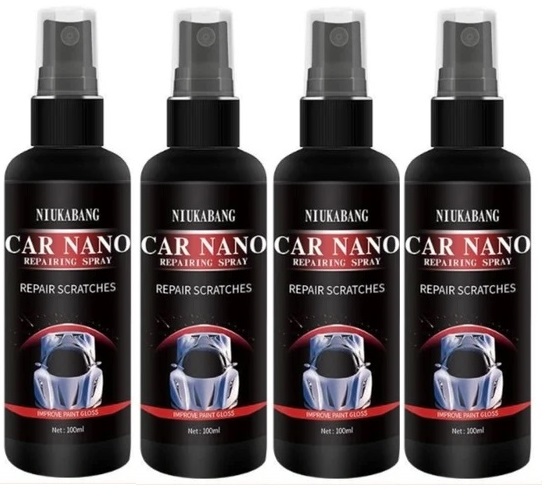 NIUKABANG
CAR NANO
REPAIRING SPRAY
REPAIR SCRATCHES
IMPROVE PAINT GLOSS
Net: 100ml
NIUKABANG
CAR NANO
REPAIRING SPRAY
REPAIR SCRATCHES
IMPROVE PAINT GLOSS
Net: 100ml
NIUKABANG
CAR NANO
REPAIRING SPRAY
REPAIR SCRATCHES
IMPROVE PAINT GLOSS
Net: 100ml
NIUKABANG
CAR NANO
REPAIRING SPRAY
REPAIR SCRATCHES
IMPROVE PAINT GLOSS
Net: 100ml